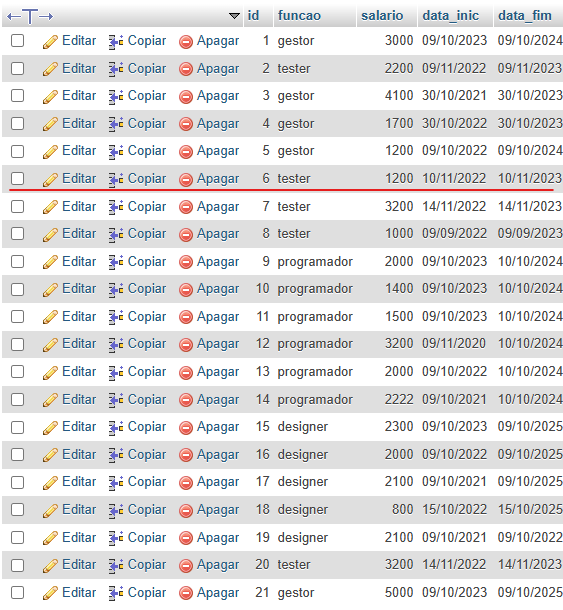 id funcao salario data_inic data_fim
Editar Copiar Apagar 1 gestor 3000 09/10/2023 09/10/2024
Editar Copiar Apagar 2 tester 2200 09/11/2022 09/11/2023
Editar Copiar Apagar 3 gestor 4100 30/10/2021 30/10/2023
Editar Copiar Apagar 4 gestor 1700 30/10/2022 30/10/2023
Editar Copiar Apagar 5 gestor 1200 09/10/2022 09/10/2024
Editar Copiar Apagar 6 tester 1200 10/11/2022 10/11/2023
Editar Copiar Apagar 7 tester 3200 14/11/2022 14/11/2023
Editar Copiar Apagar 8 tester 1000 09/09/2022 09/09/2023
Editar Copiar Apagar 9 programador 2000 09/10/2023 10/10/2024
Editar Copiar Apagar 10 programador 1400 09/10/2023 10/10/2024
Editar Copiar Apagar 11 programador 1500 09/10/2023 10/10/2024
Editar Copiar Apagar 12 programador 3200 09/11/2020 10/10/2024
Editar Copiar Apagar 13 programador 2000 09/10/2022 10/10/2024
Editar Copiar Apagar 14 programador 2222 09/10/2021 10/10/2024
Editar Copiar Apagar 15 designer 2300 09/10/2023 09/10/2025
Editar Copiar Apagar 16 designer 2000 09/10/2022 09/10/2025
Editar Copiar Apagar 17 designer 2100 09/10/2021 09/10/2025
Editar Copiar Apagar 18 designer 800 15/10/2022 15/10/2025
Editar Copiar Apagar 19 designer 2100 09/10/2021 09/10/2022
Editar Copiar Apagar 20 tester 3200 14/11/2022 14/11/2023
Editar Copiar Apagar 21 gestor 5000 09/10/2023 09/10/2025